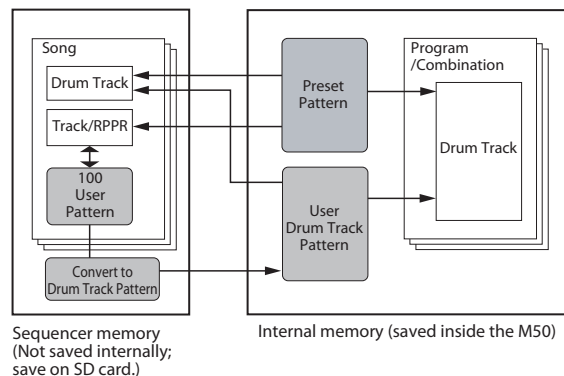 Song
Drum Track
Track/RPPR
100
User
Pattern
Convert to
Drum Track Pattern
Sequencer memory
(Not saved internally;
save on SD card.)
Preset
Pattern
User
Drum Track
Pattern
Program
/Combination
Drum Track
Internal memory (saved inside the M50)